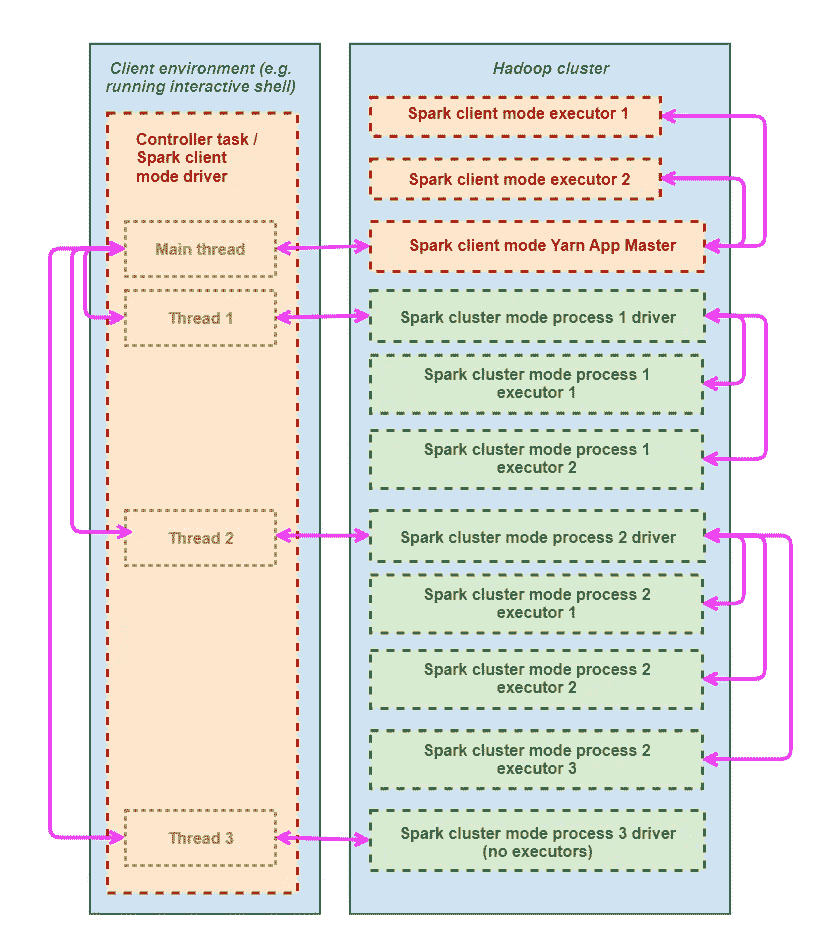 Client environment (e.g.
running interactive shell)
Controller task /
Spark client
mode driver
Main thread
Thread 1
Thread 2
Thread 3
Hadoop cluster
Spark client mode executor 1
Spark client mode executor 2
Spark client mode Yarn App Master
Spark cluster mode process 1 driver
Spark cluster mode process 1
executor 1
Spark cluster mode process 1
executor 2
Spark cluster mode process 2 driver
Spark cluster mode process 2
executor 1
Spark cluster mode process 2
executor 2
Spark cluster mode process 2
executor 3
Spark cluster mode process 3 driver
(no executors)